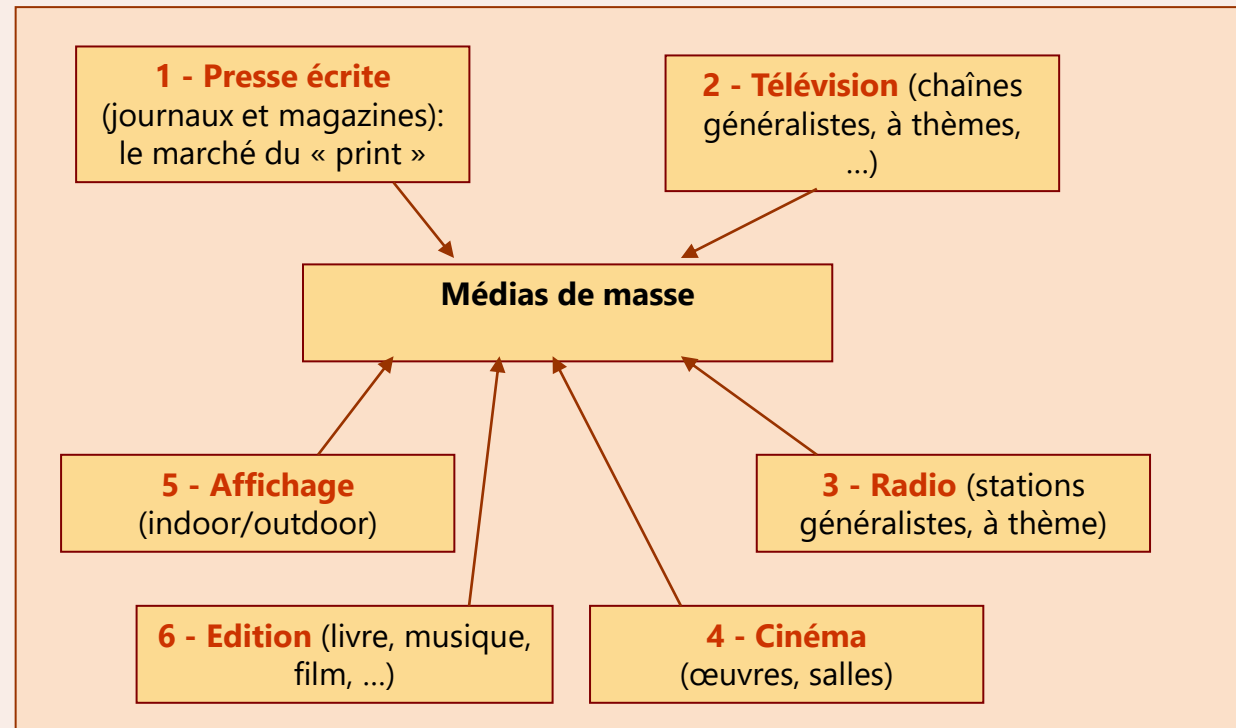 1 - Presse écrite
(journaux et magazines):
le marché du « print »
2 - Télévision (chaînes
généralistes, à thèmes,
...)
Médias de masse
5 - Affichage
(indoor/outdoor)
3 - Radio (stations
généralistes, à thème)
6 - Edition (livre, musique,
film, ...)
4 - Cinéma
(œuvres, salles)